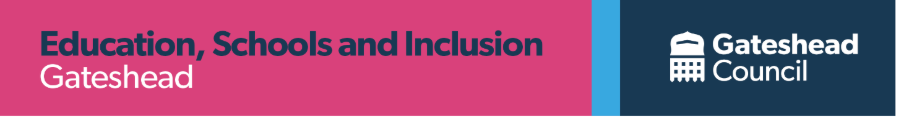 Education, Schools and Inclusion
Gateshead
Gateshead
Council